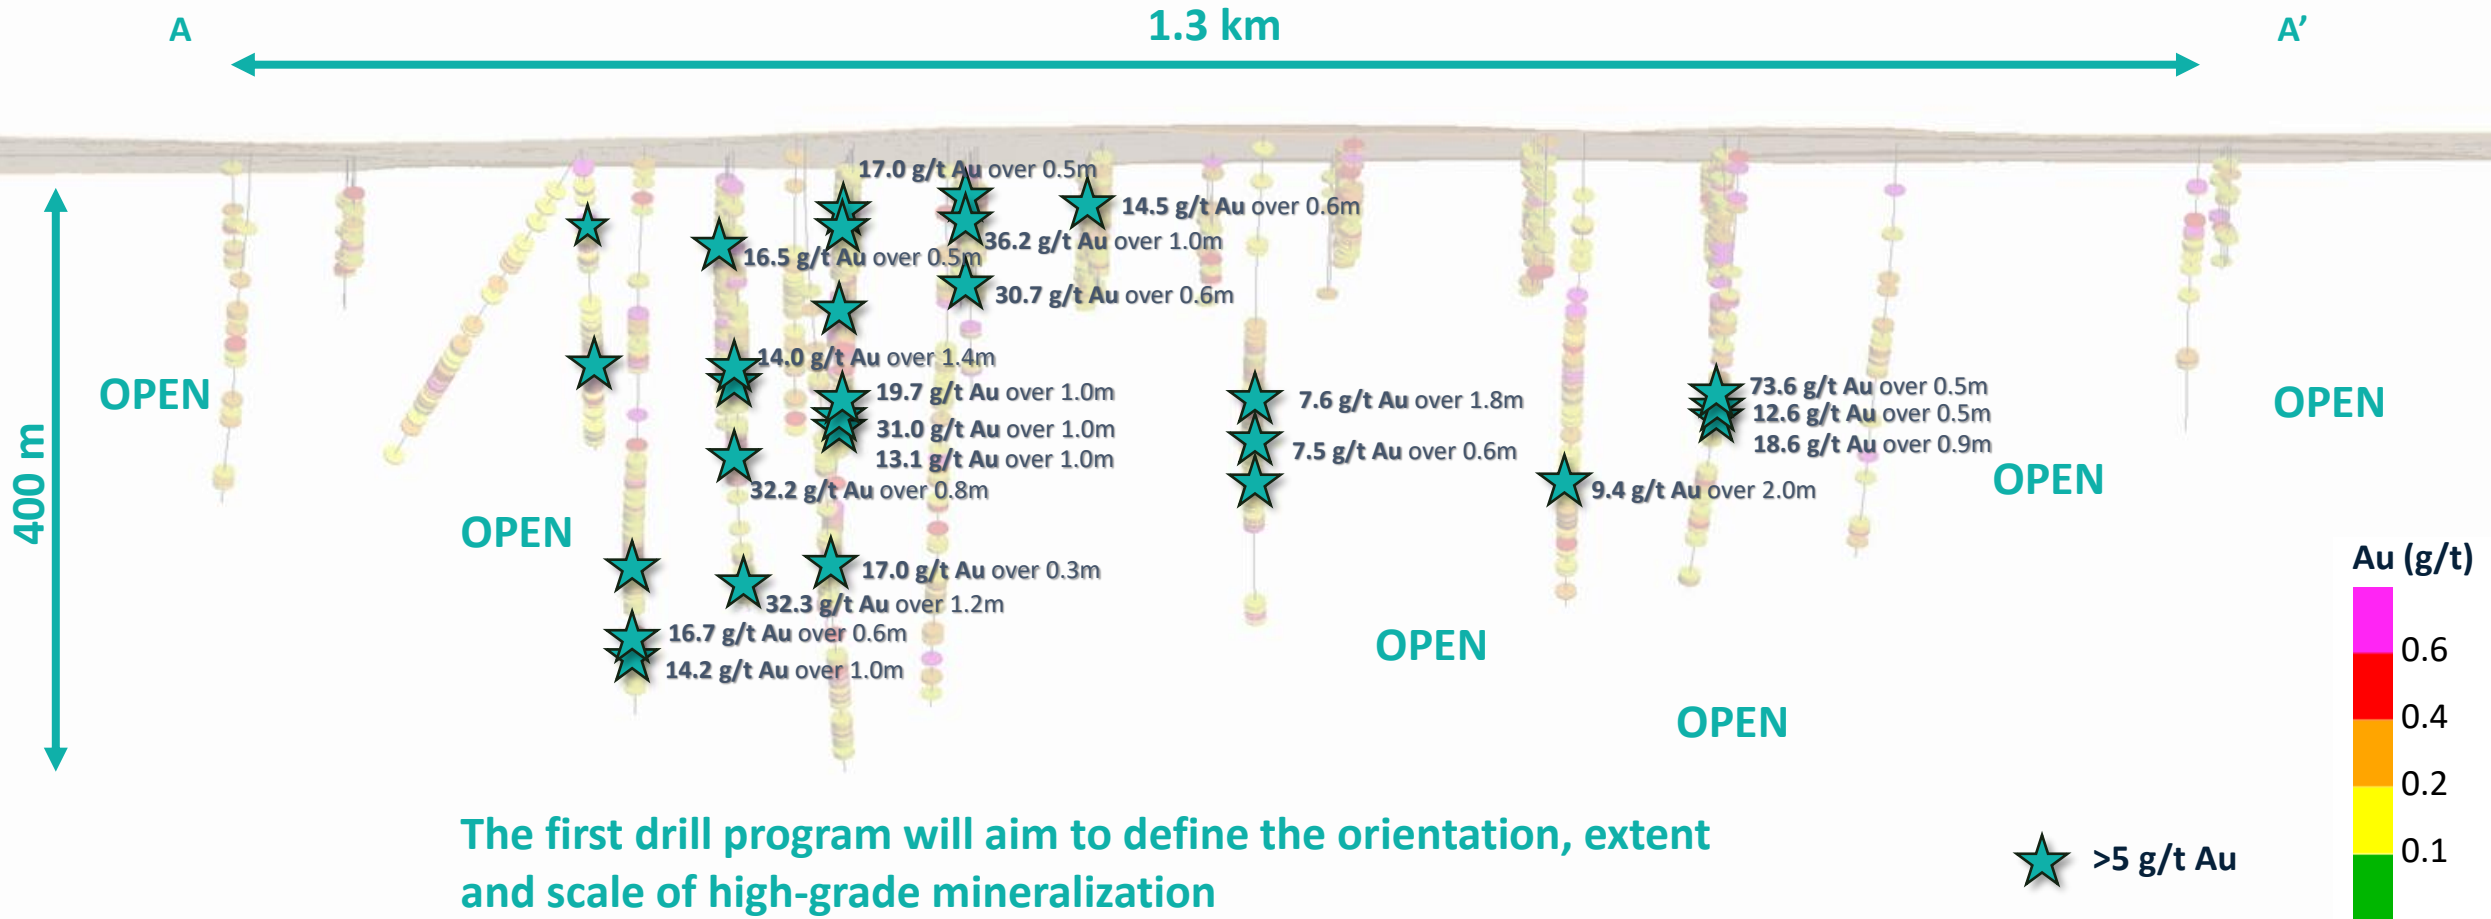 A
1.3 km
A’
17.0 g/t Au over 0.5m
14.5 g/t Au over 0.6m
36.2 g/t Au over 1.0m
16.5 g/t Au over 0.5m
30.7 g/t Au over 0.6m
14.0 g/t Au over 1.4m
OPEN
19.7 g/t Au over 1.0m
7.6 g/t Au over 1.8m
73.6 g/t Au over 0.5m
OPEN
12.6 g/t Au over 0.5m
31.0 g/t Au over 1.0m
18.6 g/t Au over 0.9m
7.5 g/t Au over 0.6m
13.1 g/t Au over 1.0m
OPEN
400 m
32.2 g/t Au over 0.8m
9.4 g/t Au over 2.0m
OPEN
17.0 g/t Au over 0.3m
32.3 g/t Au over 1.2m
16.7 g/t Au over 0.6m
OPEN
14.2 g/t Au over 1.0m
OPEN
Au (g/t)
0.6
0.4
0.2
0.1
The first drill program will aim to define the orientation, extent
and scale of high-grade mineralization
>5 g/t Au